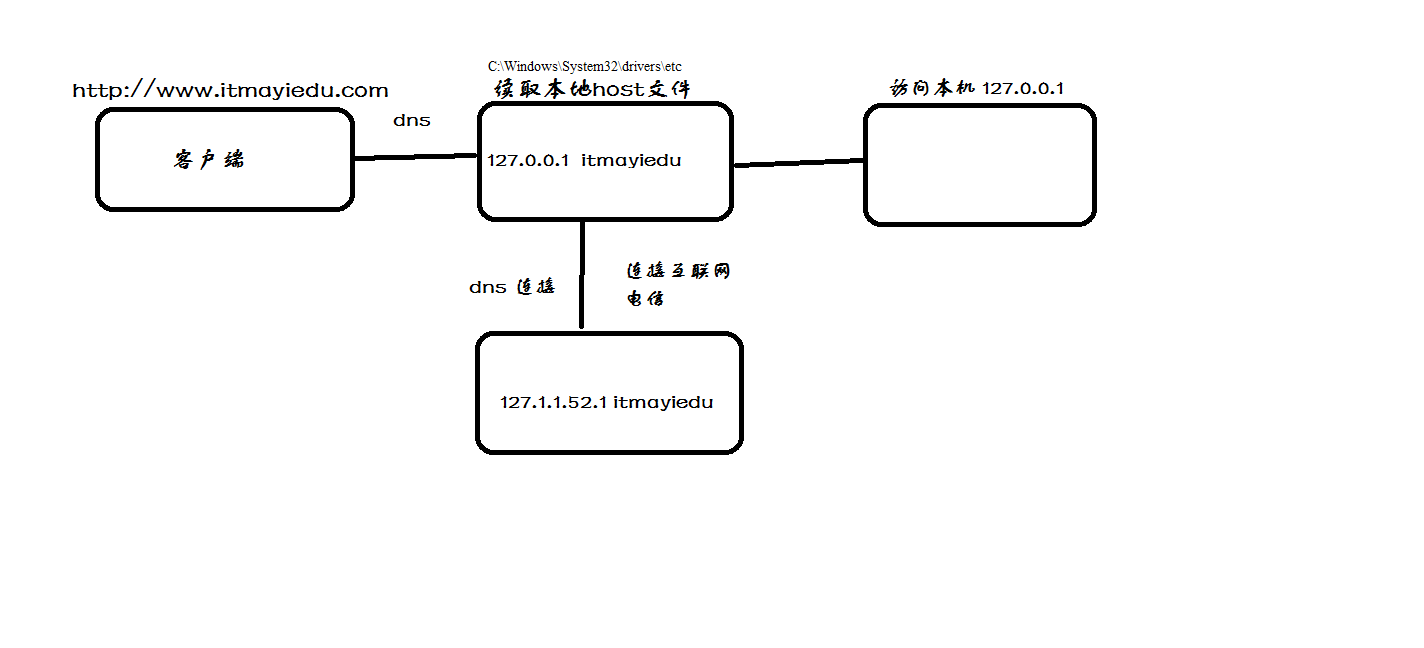 http://www.itmayiedu.com
客户端
dns
C:\Windows\System32\drivers\etc
读取本地host文件
127.0.0.1 itmayiedu
访问本机 127.0.0.1
dns 连接
连接互联网
电信
127.1.1.52.1 itmayiedu